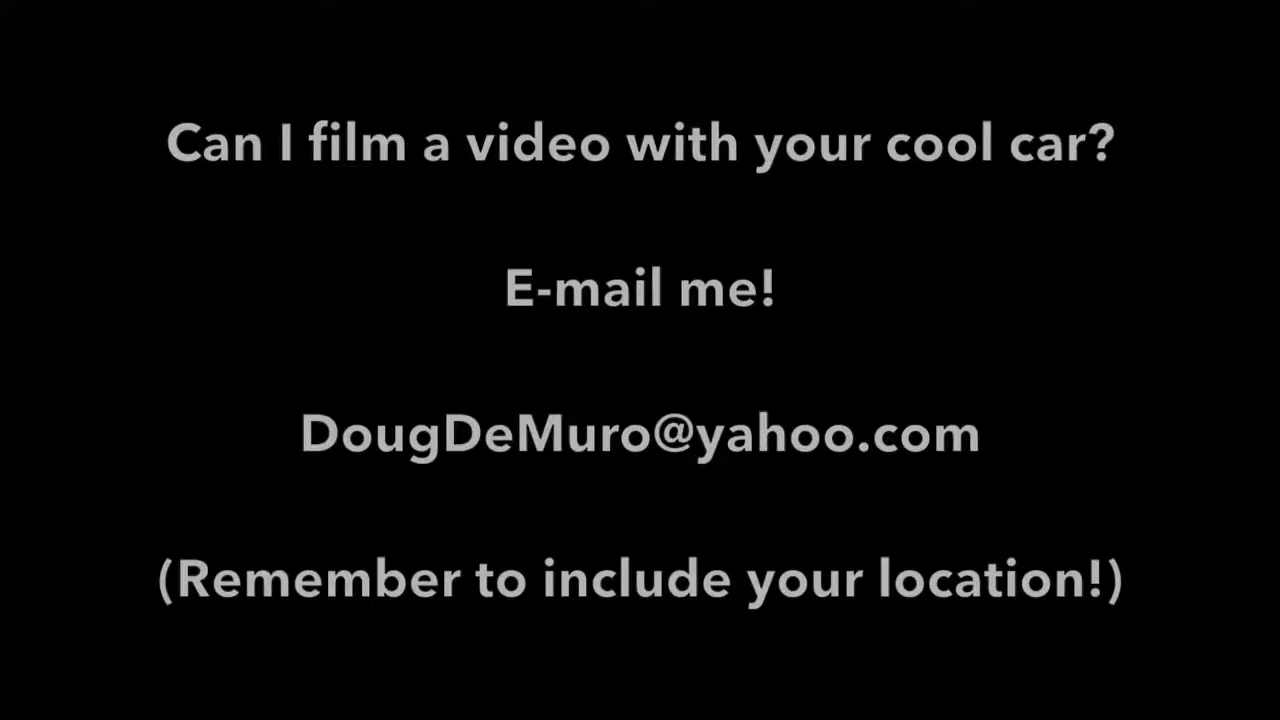 Can I film a video with your cool car?
E-mail me!
DougDeMuro@yahoo.com
(Remember to include your location!)